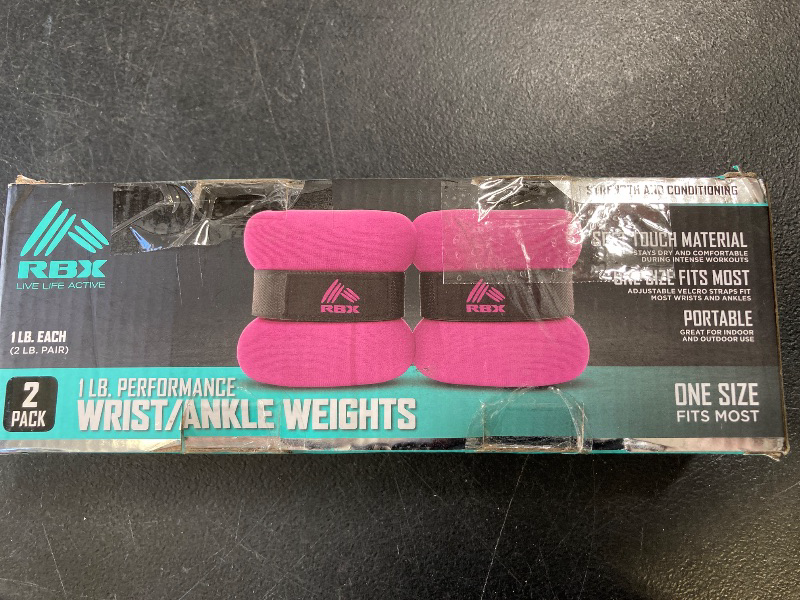 RBX
LIVE LIFE ACTIVE
1 LB. EACH
(2 LB. PAIR)
2
PACK
1 LB. PERFORMANCE
WRIST/ANKLE WEIGHTS
RBX
RBX
STRENGTH AND CONDITIONING
SOFT TOUCH MATERIAL
STAYS DRY AND COMFORTABLE
DURING INTENSE WORKOUTS
ONE SIZE FITS MOST
ADJUSTABLE VELCRO STRAPS FIT
MOST WRISTS AND ANKLES
PORTABLE
GREAT FOR INDOOR
AND OUTDOOR USE
ONE SIZE
FITS MOST